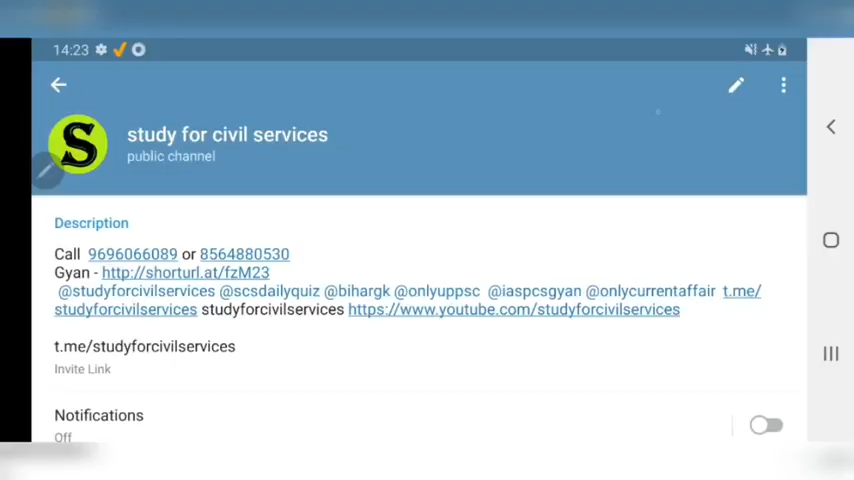 14:23
study for civil services
public channel
S
Description
Call 9696066089 or 8564880530
Gyan - http://shorturl.at/fzM23
@studyforcivilservices @scsdailyquiz @bihargk @onlyuppsc @iaspcsgyan @onlycurrentaffair t.me/
studyforcivilservices studyforcivilservices https://www.youtube.com/studyforcivilservices
t.me/studyforcivilservices
Invite Link
Notifications
Off